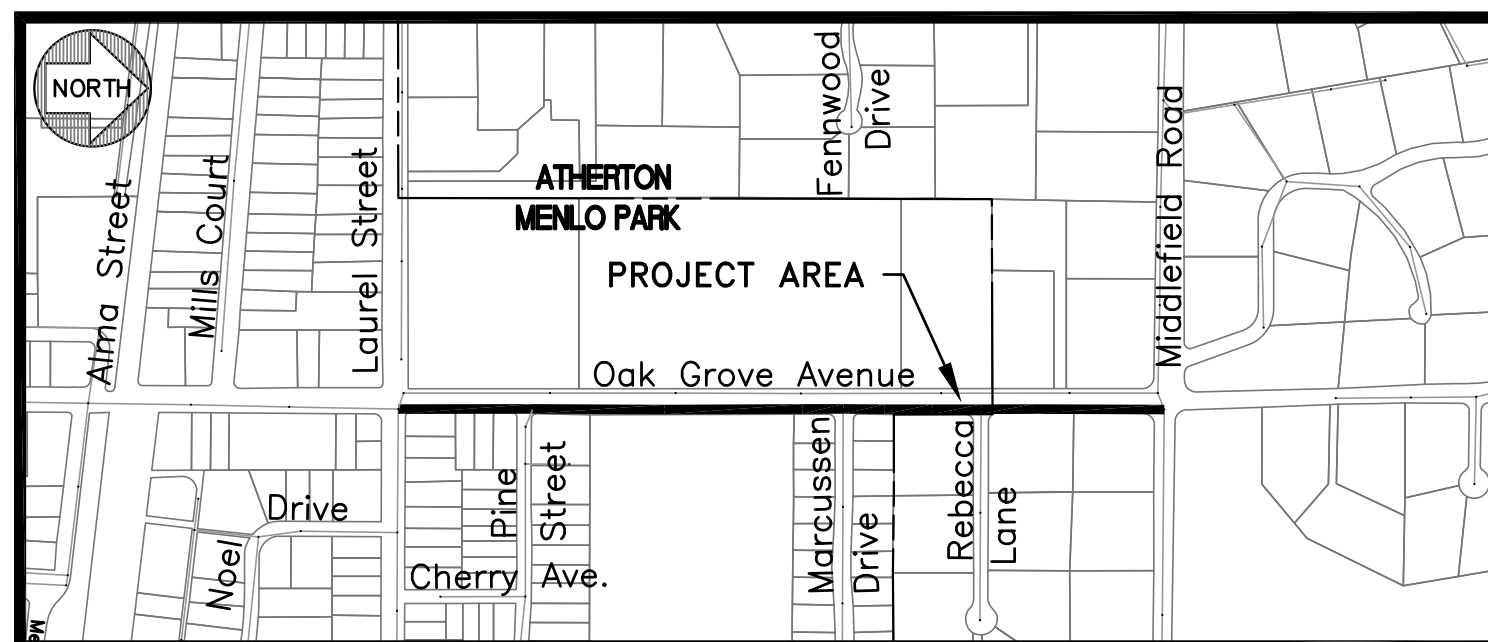 NORTH
Alma Street
Mills Court
Laurel Street
ATHERTON
MENLO PARK
Fennwood
Drive
Middlefield Road
PROJECT AREA
Oak Grove Avenue
Drive
Noel
Pine
Street
Cherry Ave.
Marcussen
Drive
Rebecca
Lane